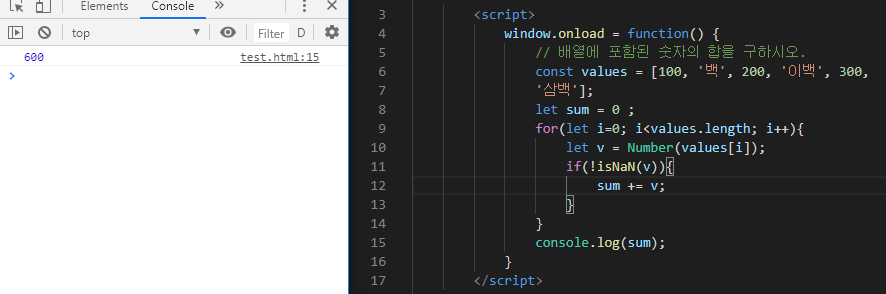 Elements Console »
top Filter D
600 test.html:15
3 <script>
4 window.onload = function() {
5 // 배열에 포함된 숫자의 합을 구하시오.
6 const values = [100, '백', 200, '이백', 300,
7 '삼백'];
8 let sum = 0 ;
9 for(let i=0; i<values.length; i++){
10 let v = Number(values[i]);
11 if(!isNaN(v)){
12 sum += v;
13 }
14 }
15 console.log(sum);
16 }
17 </script>